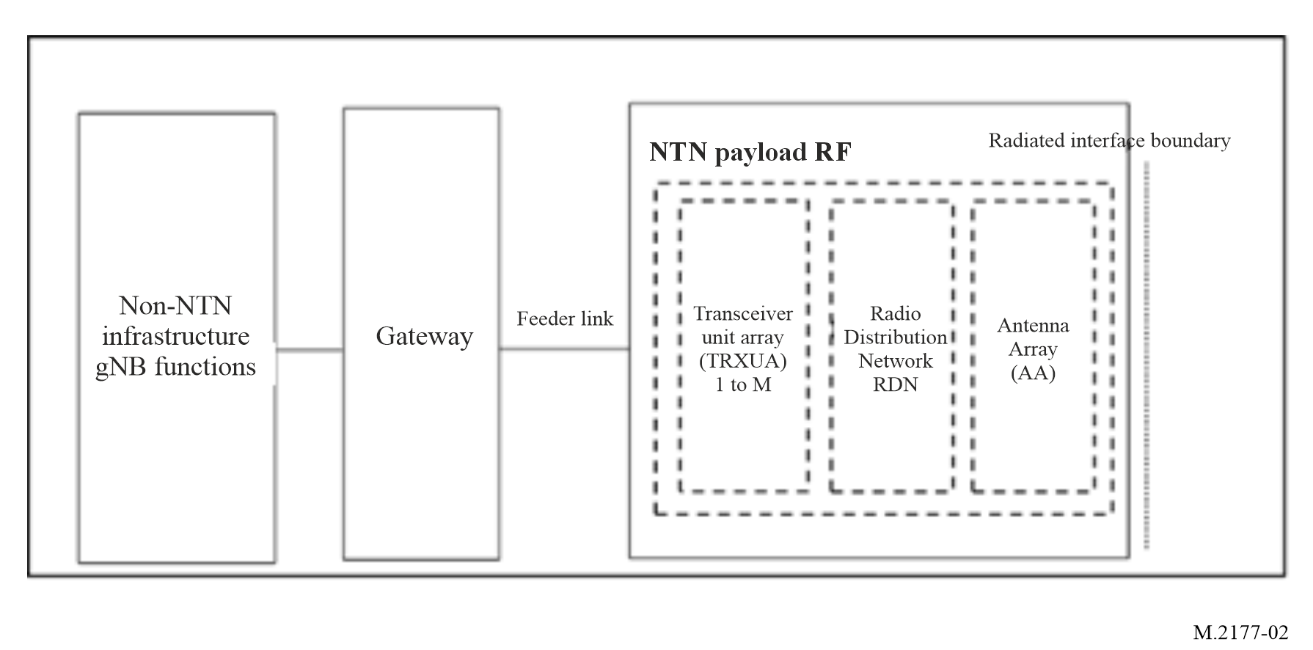 Non-NTN
infrastructure
gNB functions
Gateway
Feeder link
NTN payload RF
Radiated interface boundary
Transceiver
unit array
(TRXUA)
1 to M
Radio
Distribution
Network
RDN
Antenna
Array
(AA)
M.2177-02